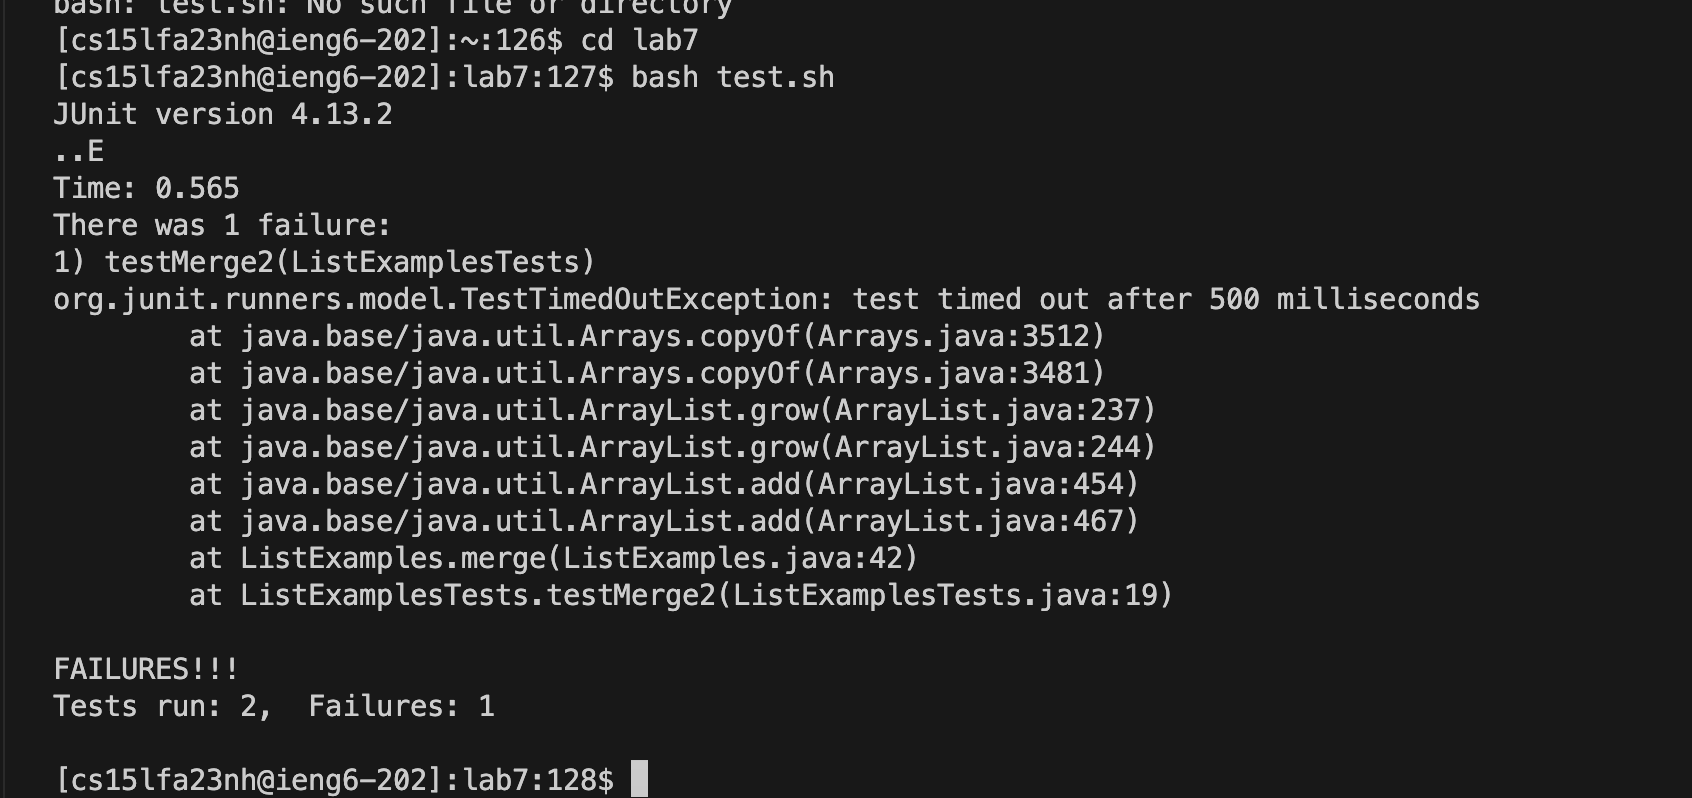 bash: test.sh: No such file or directory
[cs15lfa23nh@ieng6-202]:~:126$ cd lab7
[cs15lfa23nh@ieng6-202]:lab7:127$ bash test.sh
JUnit version 4.13.2
..E
Time: 0.565
There was 1 failure:
1) testMerge2(ListExamplesTests)
org.junit.runners.model.TestTimedOutException: test timed out after 500 milliseconds
        at java.base/java.util.Arrays.copyOf(Arrays.java:3512)
        at java.base/java.util.Arrays.copyOf(Arrays.java:3481)
        at java.base/java.util.ArrayList.grow(ArrayList.java:237)
        at java.base/java.util.ArrayList.grow(ArrayList.java:244)
        at java.base/java.util.ArrayList.add(ArrayList.java:454)
        at java.base/java.util.ArrayList.add(ArrayList.java:467)
        at ListExamples.merge(ListExamples.java:42)
        at ListExamplesTests.testMerge2(ListExamplesTests.java:19)

FAILURES!!!
Tests run: 2,  Failures: 1

[cs15lfa23nh@ieng6-202]:lab7:128$